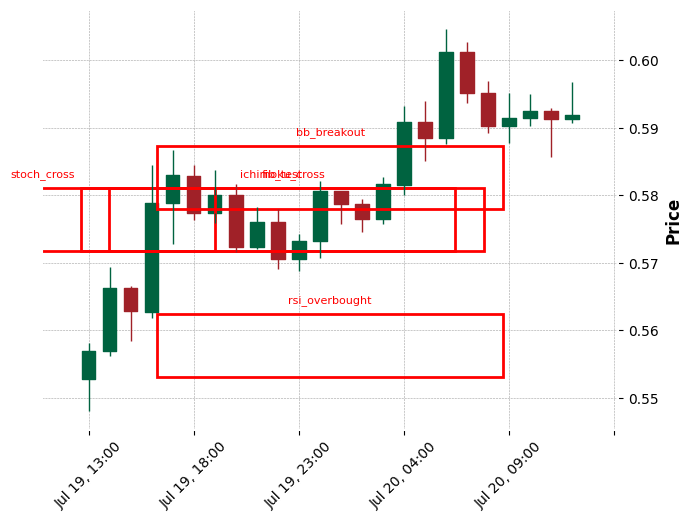 0.60
bb_breakout
0.59
stoch_cross
0.58
Price
0.57
rsi_overbought
0.56
0.55
Jul 19, 13:00
Jul 19, 18:00
Jul 19, 23:00
Jul 20, 04:00
Jul 20, 09:00